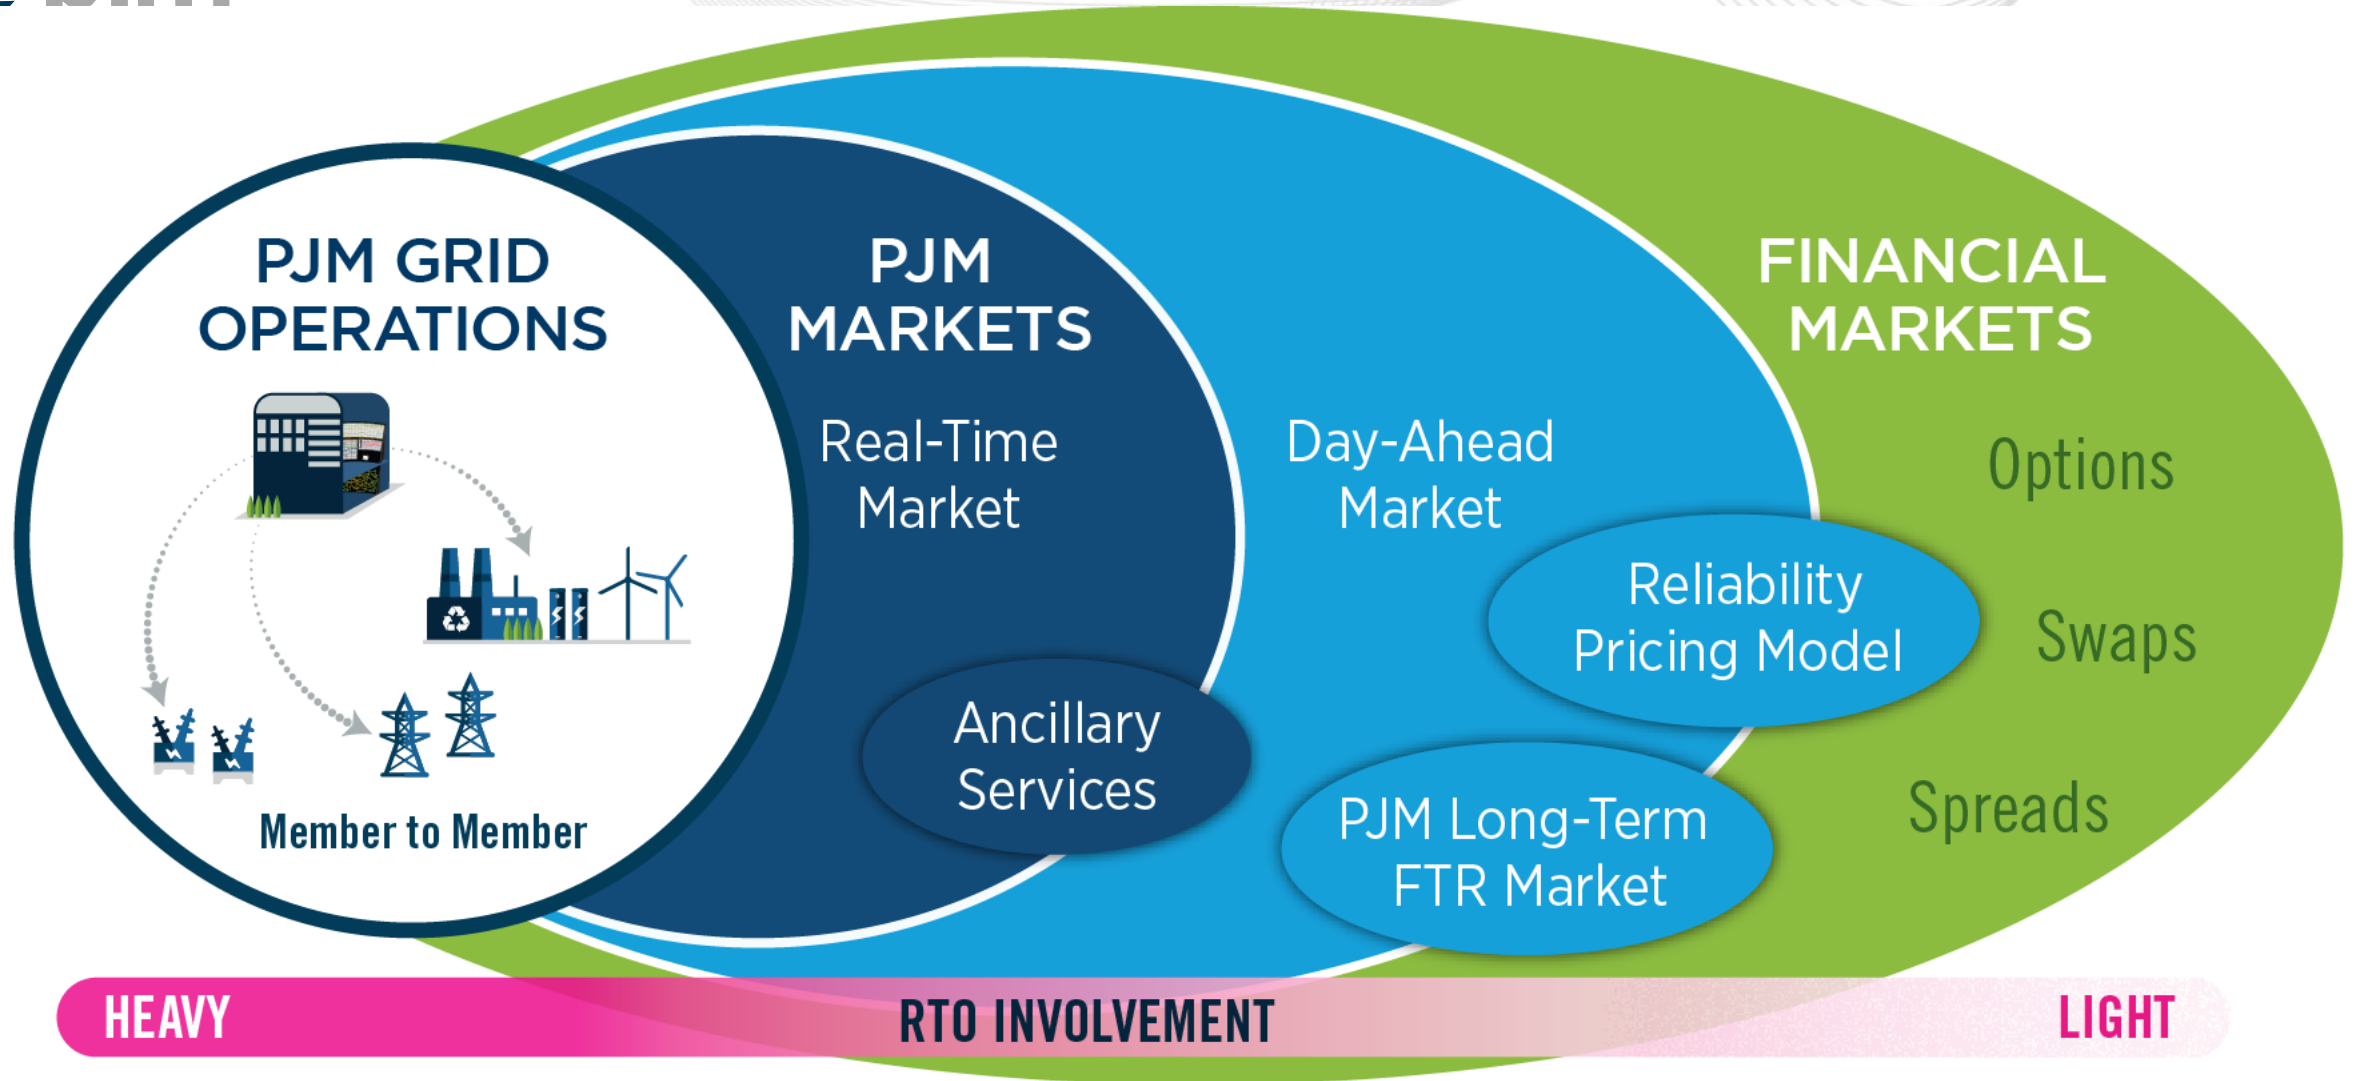 PJM GRID
OPERATIONS
Member to Member
PJM
MARKETS
Real-Time
Market
Ancillary
Services
Day-Ahead
Market
Reliability
Pricing Model
PJM Long-Term
FTR Market
FINANCIAL
MARKETS
Options
Swaps
Spreads
HEAVY
RTO INVOLVEMENT
LIGHT